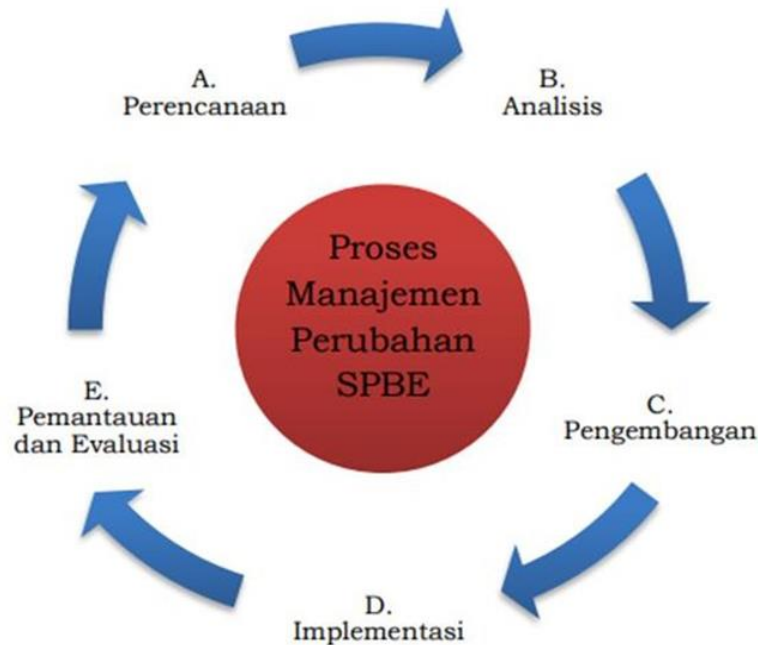 A.
Perencanaan
B.
Analisis
Proses
Manajemen
Perubahan
SPBE
E.
Pemantauan
dan Evaluasi
C.
Pengembangan
D.
Implementasi